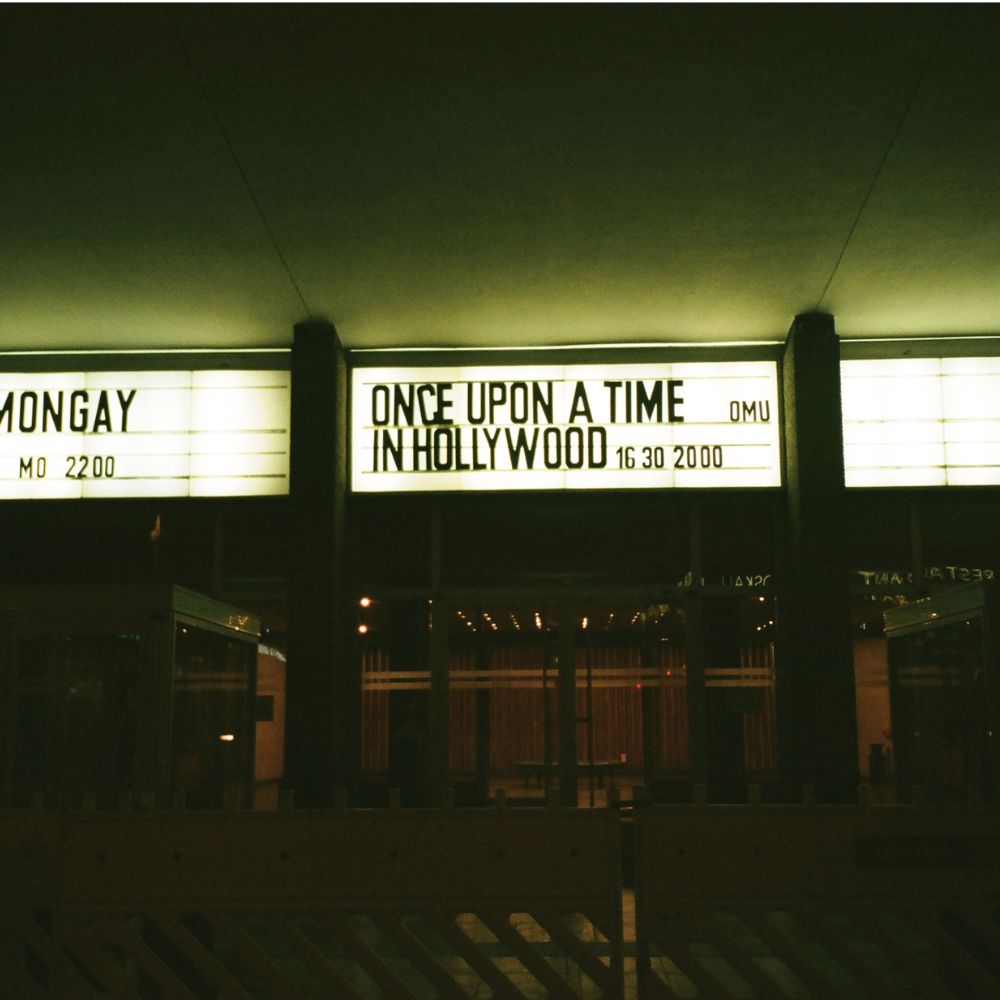 MONGAY
MO 2200
ONCE UPON A TIME OMU
IN HOLLYWOOD 16 30 2000